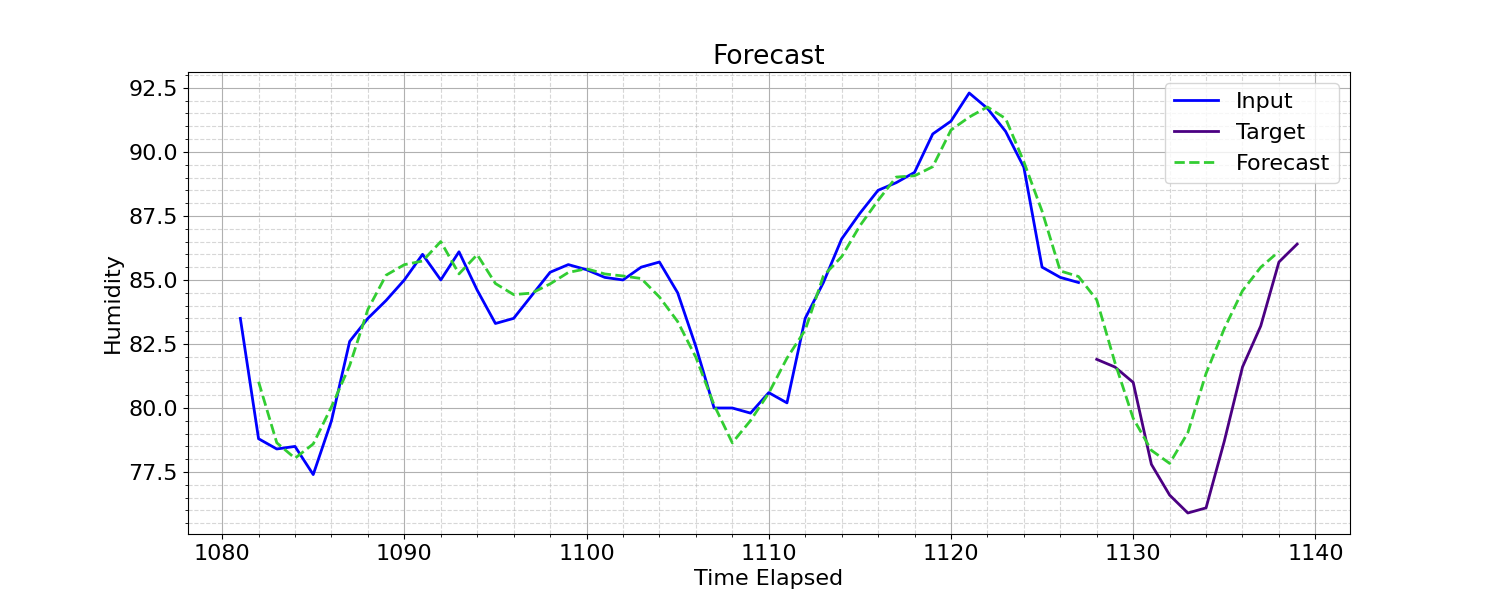 Forecast
92.5
90.0
87.5
85.0
82.5
80.0
77.5
Humidity
Input
Target
Forecast
1080 1090 1100 1110 1120 1130 1140
Time Elapsed